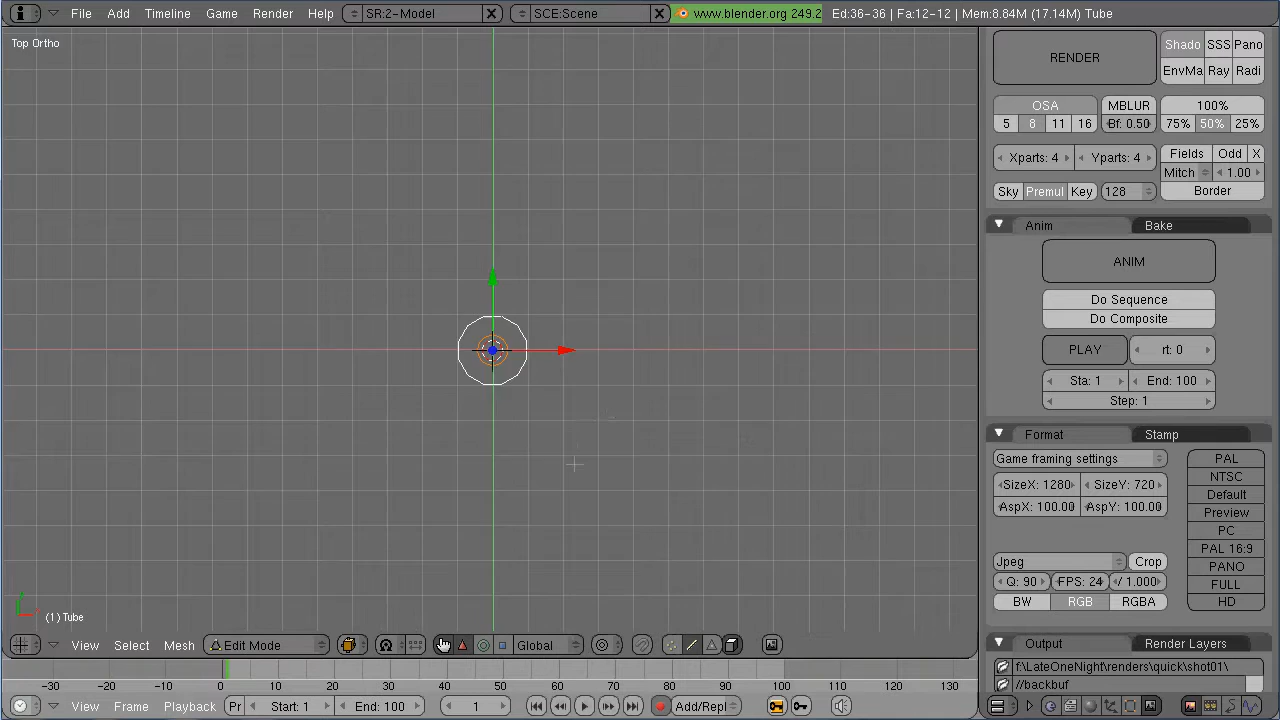 File Add Timeline Game Render Help SR:2-Model SCE:Scene www.blender.org 249.2 Ed:36-36 | Fa:12-12 | Mem:8.84M (17.14M) Tube
Top Ortho
RENDER
Shado SSS Pano
EnvMa Ray Radi
OSA MBLUR 100%
5 8 11 16 Bf: 0.50 75% 50% 25%
Xparts: 4 Yparts: 4 Fields Odd X
Mitch 1.00
Sky Premul Key 128 Border
Anim Bake
ANIM
Do Sequence
Do Composite
PLAY rt: 0
Sta: 1 End: 100
Step: 1
Format Stamp
Game framing settings PAL
SizeX: 1280 SizeY: 720 NTSC
AspX: 100.00 AspY: 100.00 Default
Preview
PC
Jpeg Crop PAL 16:9
Q: 90 FPS: 24 / 1.000 PANO
BW RGB RGBA FULL
HD
(1) Tube
View Select Mesh Edit Mode Global
Output Render Layers
f:\LateOneNight\renders\quick\shot01\
//backbuf
-30 -20 -10 0 10 20 30 40 50 60 70 80 90 100 110 120 130
View Frame Playback Pr Start: 1 End: 100 1 Add/Repl